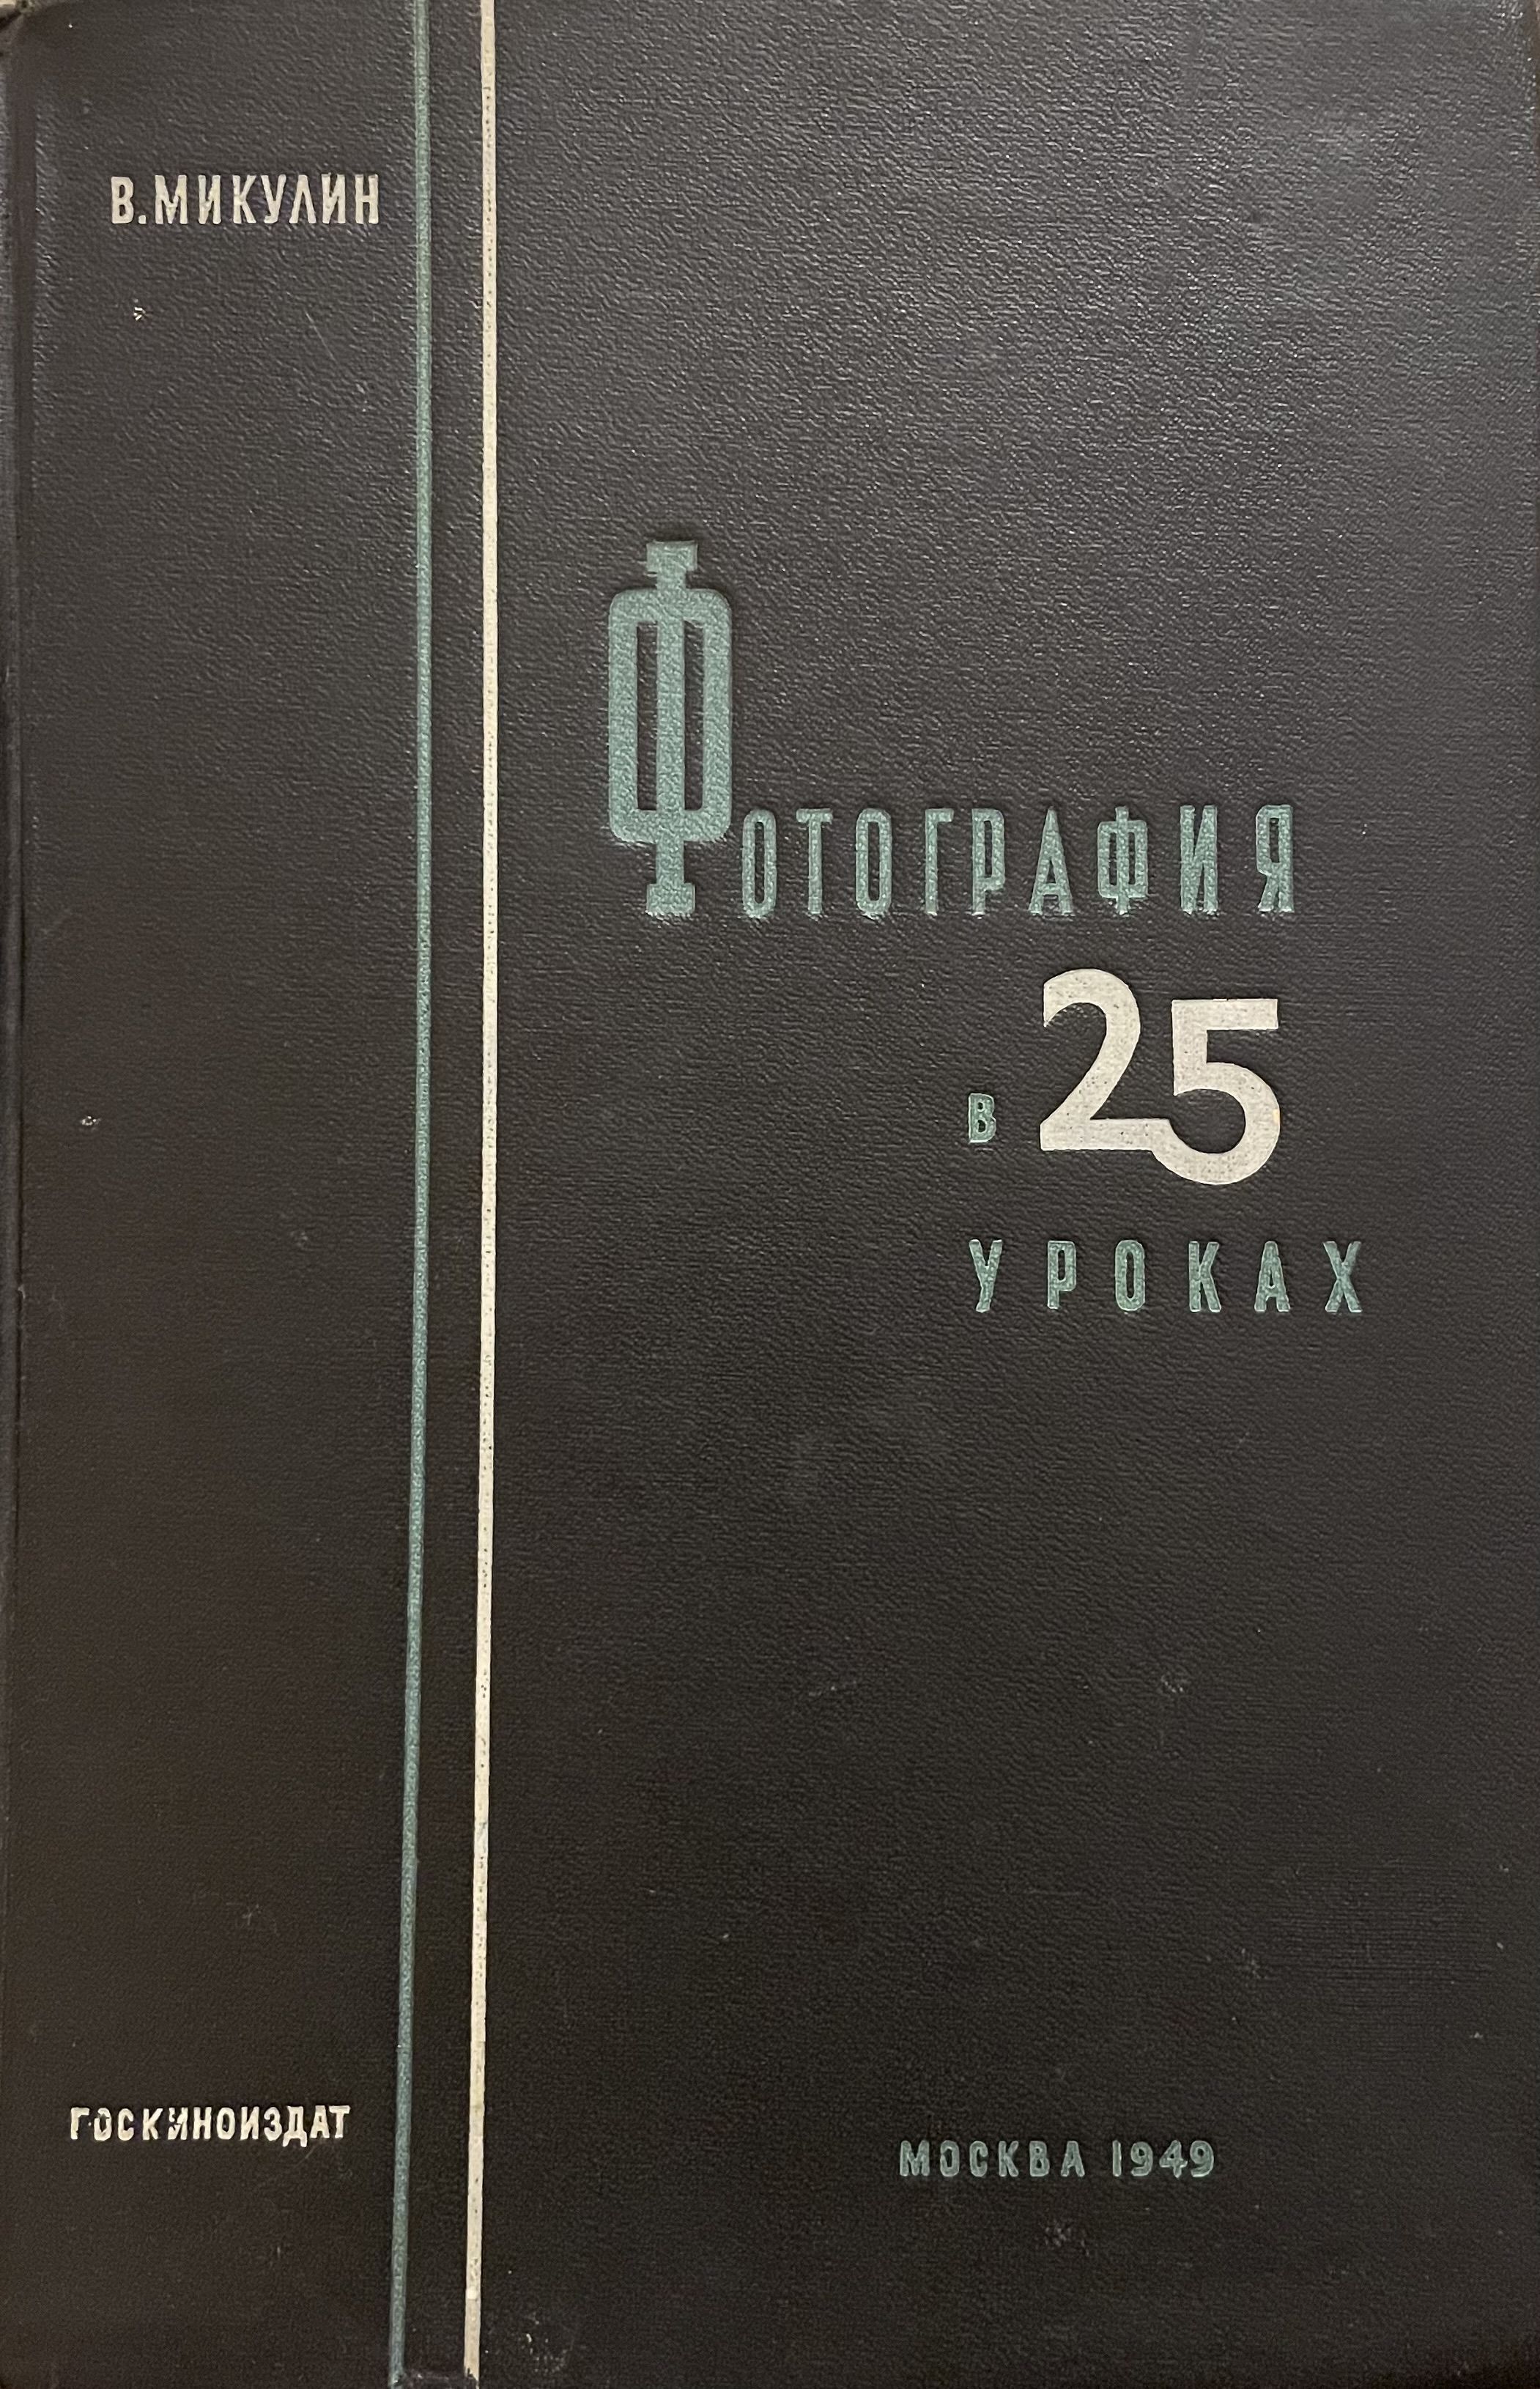 В. МИКУЛИН
ФОТОГРАФИЯ
В 25
УРОКАХ
ГОСКИНОИЗДАТ
МОСКВА 1949